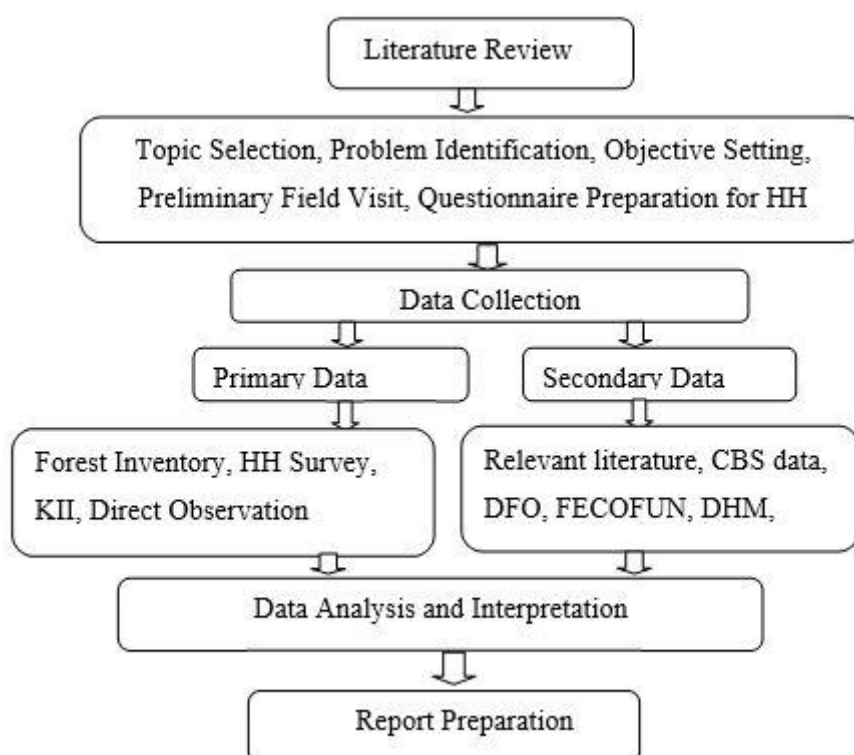 Literature Review
Topic Selection, Problem Identification, Objective Setting,
Preliminary Field Visit, Questionnaire Preparation for HH
Data Collection
Primary Data
Secondary Data
Forest Inventory, HH Survey,
KII, Direct Observation
Relevant literature, CBS data,
DFO, FECOFUN, DHM,
Data Analysis and Interpretation
Report Preparation